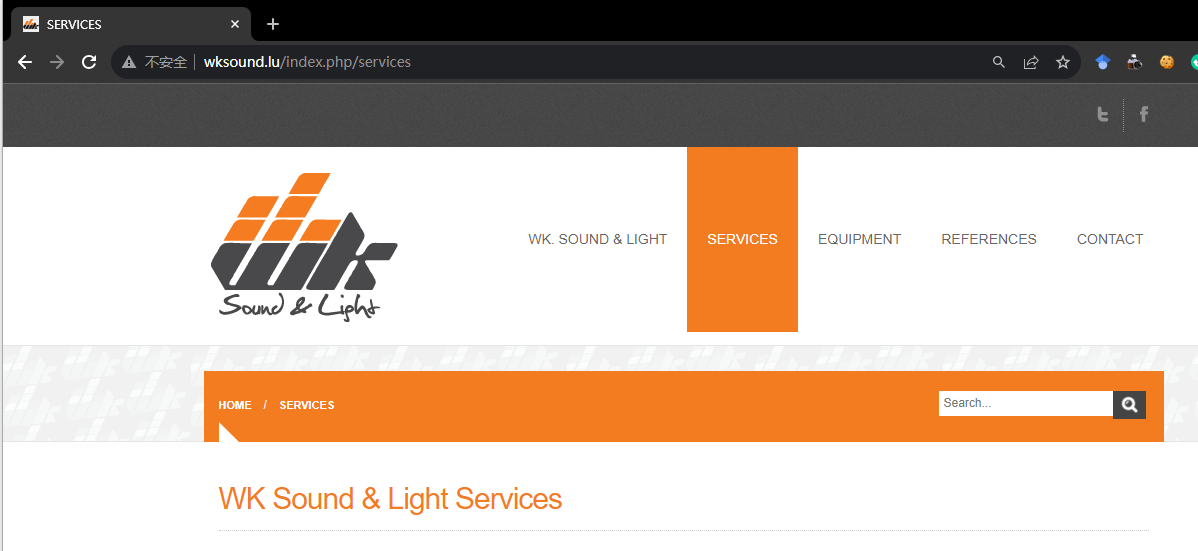 SERVICES
不安全 wksound.lu/index.php/services
wk
Sound & Light
WK. SOUND & LIGHT SERVICES EQUIPMENT REFERENCES CONTACT
HOME / SERVICES Search...
WK Sound & Light Services